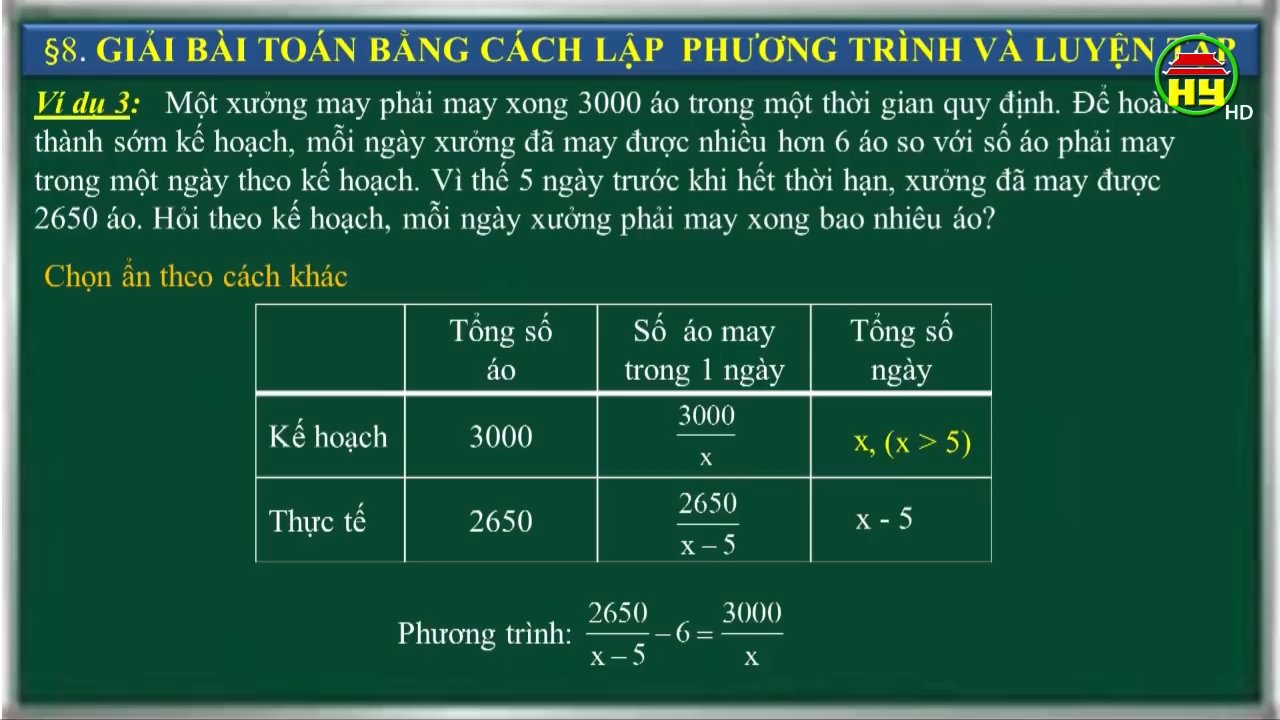 §8. GIẢI BÀI TOÁN BẰNG CÁCH LẬP PHƯƠNG TRÌNH VÀ LUYỆN TẬP
HY HD
Ví dụ 3: Một xưởng may phải may xong 3000 áo trong một thời gian quy định. Để hoàn
thành sớm kế hoạch, mỗi ngày xưởng đã may được nhiều hơn 6 áo so với số áo phải may
trong một ngày theo kế hoạch. Vì thế 5 ngày trước khi hết thời hạn, xưởng đã may được
2650 áo. Hỏi theo kế hoạch, mỗi ngày xưởng phải may xong bao nhiêu áo?
Chọn ẩn theo cách khác
Tổng số áo | Số áo may trong 1 ngày | Tổng số ngày
Kế hoạch | 3000 | 3000/x | x, (x > 5)
Thực tế | 2650 | 2650/(x – 5) | x - 5
Phương trình: 2650/(x – 5) – 6 = 3000/x